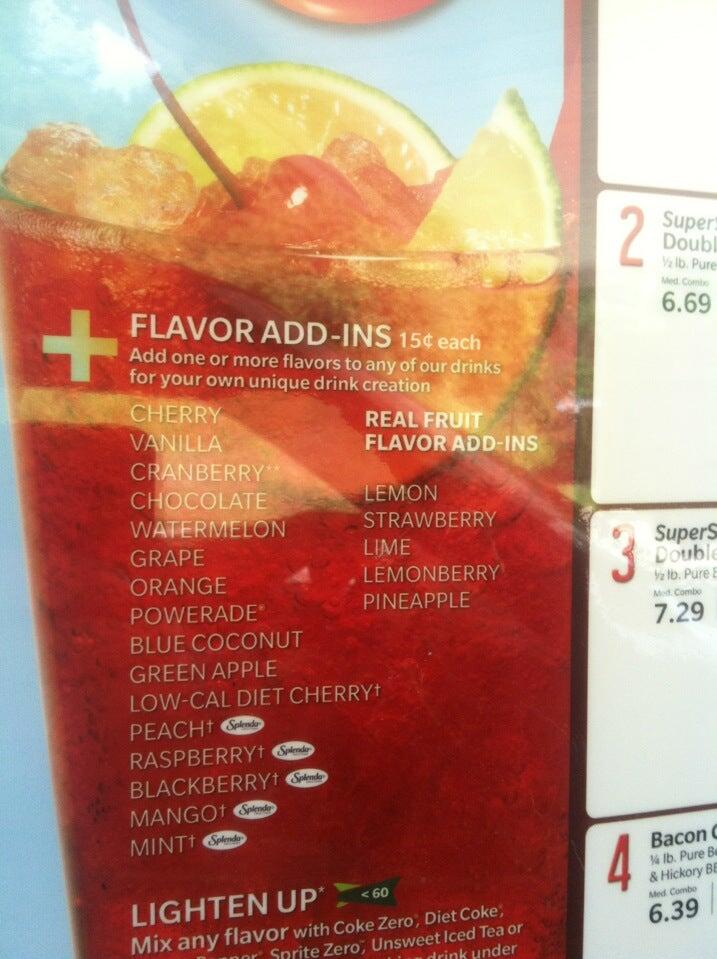 FLAVOR ADD-INS 15¢ each
Add one or more flavors to any of our drinks
for your own unique drink creation
CHERRY
VANILLA
CRANBERRY**
CHOCOLATE
WATERMELON
GRAPE
ORANGE
POWERADE®
BLUE COCONUT
GREEN APPLE
LOW-CAL DIET CHERRY†
PEACH† Splenda
RASPBERRY† Splenda
BLACKBERRY† Splenda
MANGO† Splenda
MINT† Splenda
REAL FRUIT
FLAVOR ADD-INS
LEMON
STRAWBERRY
LIME
LEMONBERRY
PINEAPPLE
LIGHTEN UP* < 60
Mix any flavor with Coke Zero, Diet Coke,
Sprite Zero, Unsweet Iced Tea or
drink under
2
½ lb. Pure
Med. Combo
6.69
3
½ lb. Pure
Med. Combo
7.29
4 Bacon
¼ lb. Pure
& Hickory
Med. Combo
6.39